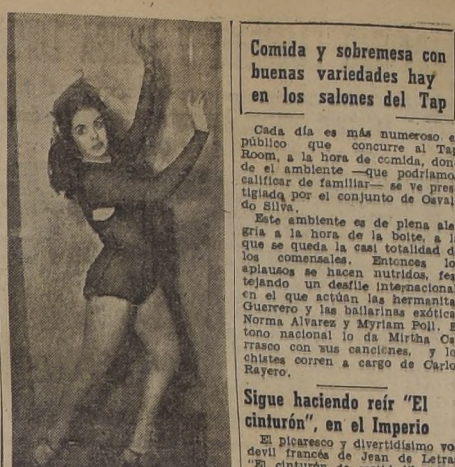 Comida y sobremesa con
buenas variedades hay
en los salones del Tap
Cada día es más numeroso e
público que concurre al Tap
Room, a la hora de comida, don
de el ambiente —que podríamo
calificar de familiar— se ve pres
tigiado por el conjunto de Osval
do Silva.
Este ambiente es de plena ale
gría a la hora de la boite, a l
que se queda la casi totalidad d
los comensales. Entonces lo
aplausos se hacen nutridos, fes
tejando un desfile internaciona
en el que actúan las hermanita
Guerrero y las bailarinas exótica
Norma Alvarez y Myriam Poll. E
tono nacional lo da Mirtha Ca
rrasco con sus canciones, y lo
chistes corren a cargo de Carlo
Rayero.
Sigue haciendo reír "El
cinturón", en el Imperio
El picaresco y divertidísimo vo
devil francés de Jean de Letra